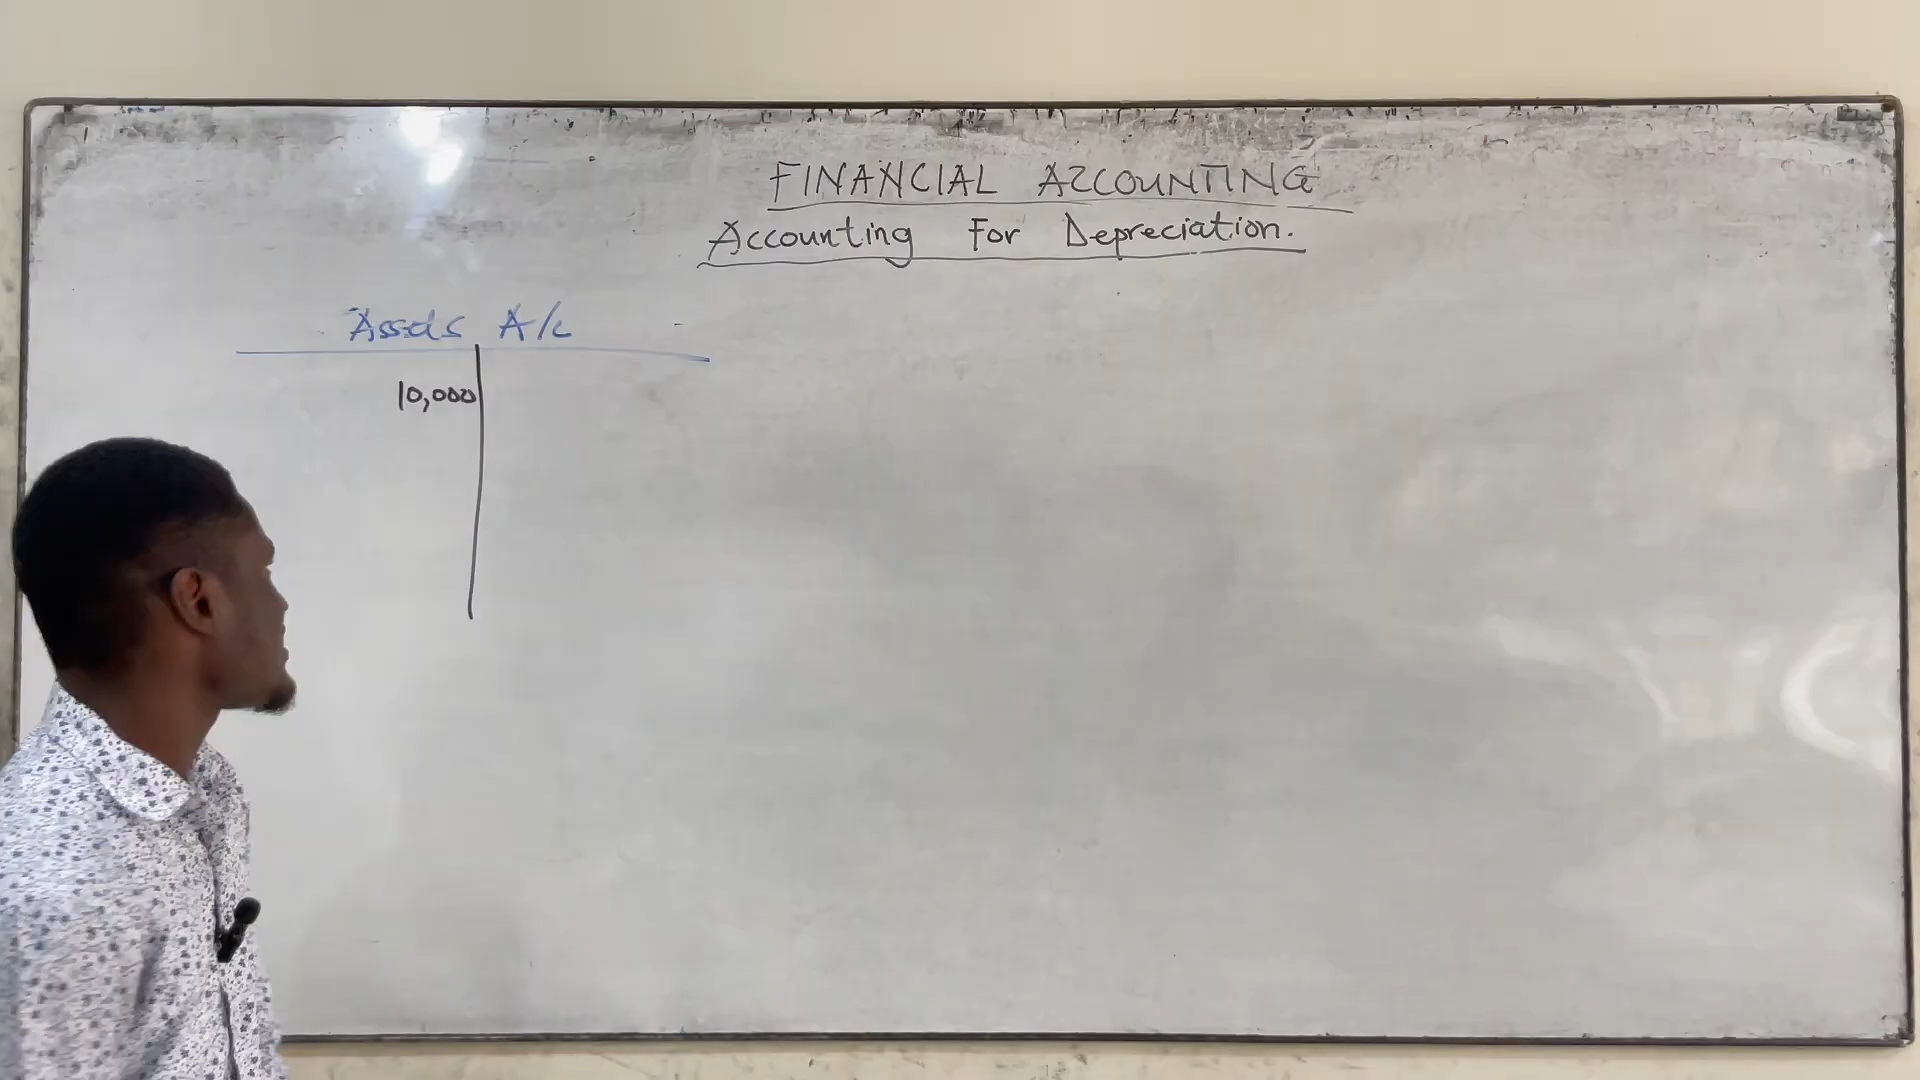 FINANCIAL ACCOUNTING
Accounting For Depreciation.
Assets A/c
10,000